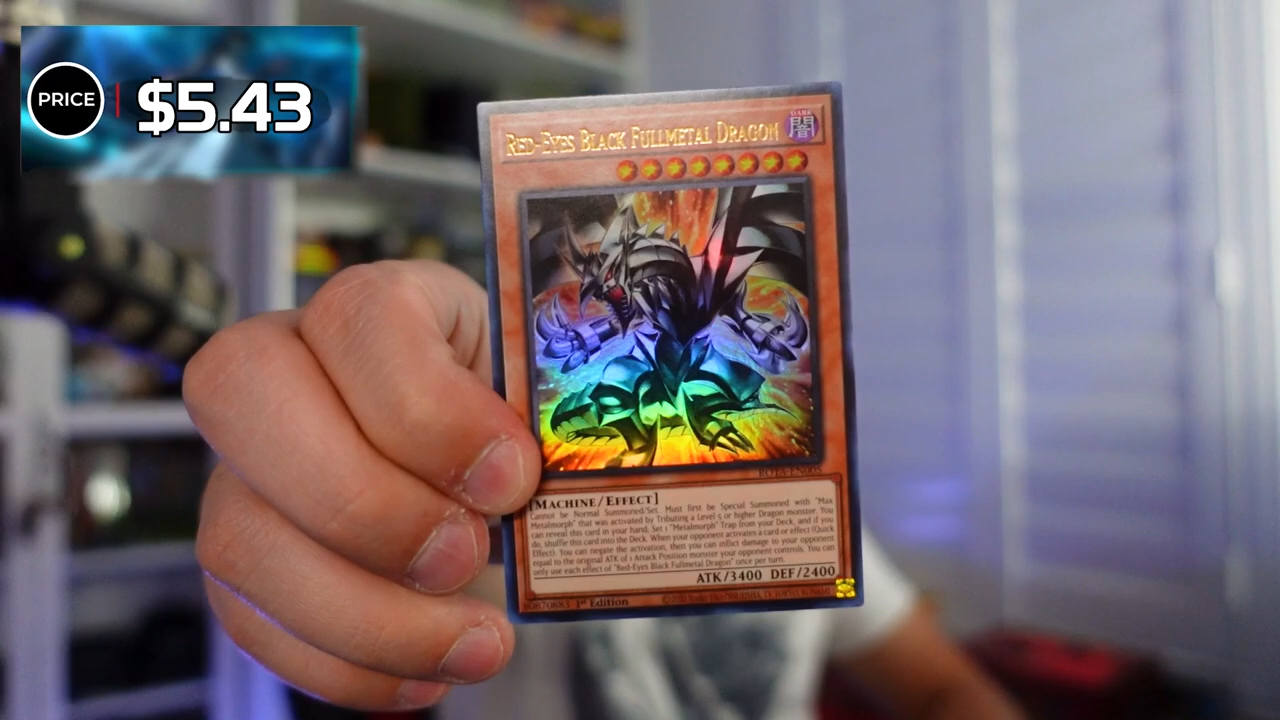 PRICE
$5.43
RED-EYES BLACK FULLMETAL DRAGON
DARK
闇
ROTA-EN005
[MACHINE/EFFECT]
Cannot be Normal Summoned/Set. Must first be Special Summoned with "Max
Metalmorph" that was activated by Tributing a Level 5 or higher Dragon monster. You
can reveal this card in your hand; Set 1 "Metalmorph" Trap from your Deck, and if you
do, shuffle this card into the Deck. When your opponent activates a card or effect (Quick
Effect): You can negate the activation, then you can inflict damage to your opponent
equal to the original ATK of 1 Attack Position monster your opponent controls. You can
only use each effect of "Red-Eyes Black Fullmetal Dragon" once per turn.
ATK/3400 DEF/2400
1st Edition